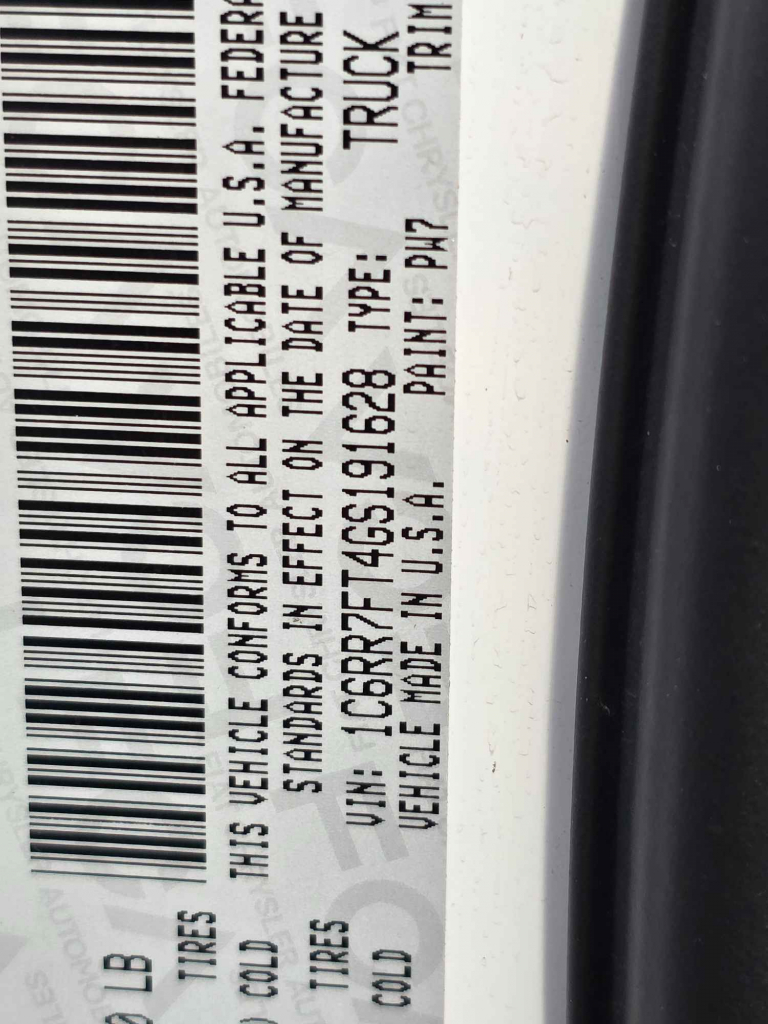 THIS VEHICLE CONFORMS TO ALL APPLICABLE U.S.A. FEDERA
STANDARDS IN EFFECT ON THE DATE OF MANUFACTURE
VIN: 1C6RR7FT4GS191628 TYPE: TRUCK
VEHICLE MADE IN U.S.A. PAINT: PW7 TRIM
0 LB
TIRES
COLD
TIRES
COLD